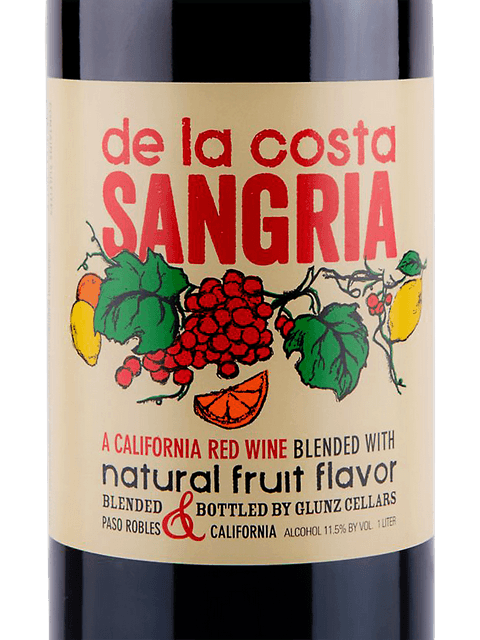 de la costa
SANGRIA
A CALIFORNIA RED WINE BLENDED WITH
natural fruit flavor
BLENDED & BOTTLED BY GLUNZ CELLARS
PASO ROBLES CALIFORNIA ALCOHOL 11.5% BY VOL. 1 LITER